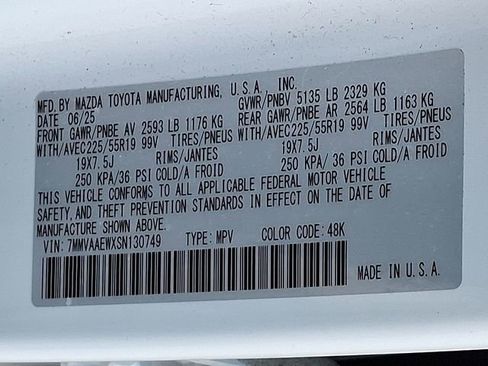 MFD. BY MAZDA TOYOTA MANUFACTURING, U.S.A., INC.
06/25 GVWR/PNBV 5135 LB 2329 KG
FRONT GAWR/PNBE AV 2593 LB 1176 KG REAR GAWR/PNBE AR 2564 LB 1163 KG
WITH/AVEC225/55R19 99V TIRES/PNEUS WITH/AVEC225/55R19 99V TIRES/PNEUS
19X7.5J RIMS/JANTES 19X7.5J RIMS/JANTES
250 KPA/36 PSI COLD/A FROID 250 KPA/ 36 PSI COLD/A FROID
THIS VEHICLE CONFORMS TO ALL APPLICABLE FEDERAL MOTOR VEHICLE
SAFETY, AND THEFT PREVENTION STANDARDS IN EFFECT ON THE DATE OF
MANUFACTURE SHOWN ABOVE.
VIN: 7MMVAAEWXSN130749 TYPE: MPV COLOR CODE: 48K
MADE IN U.S.A.